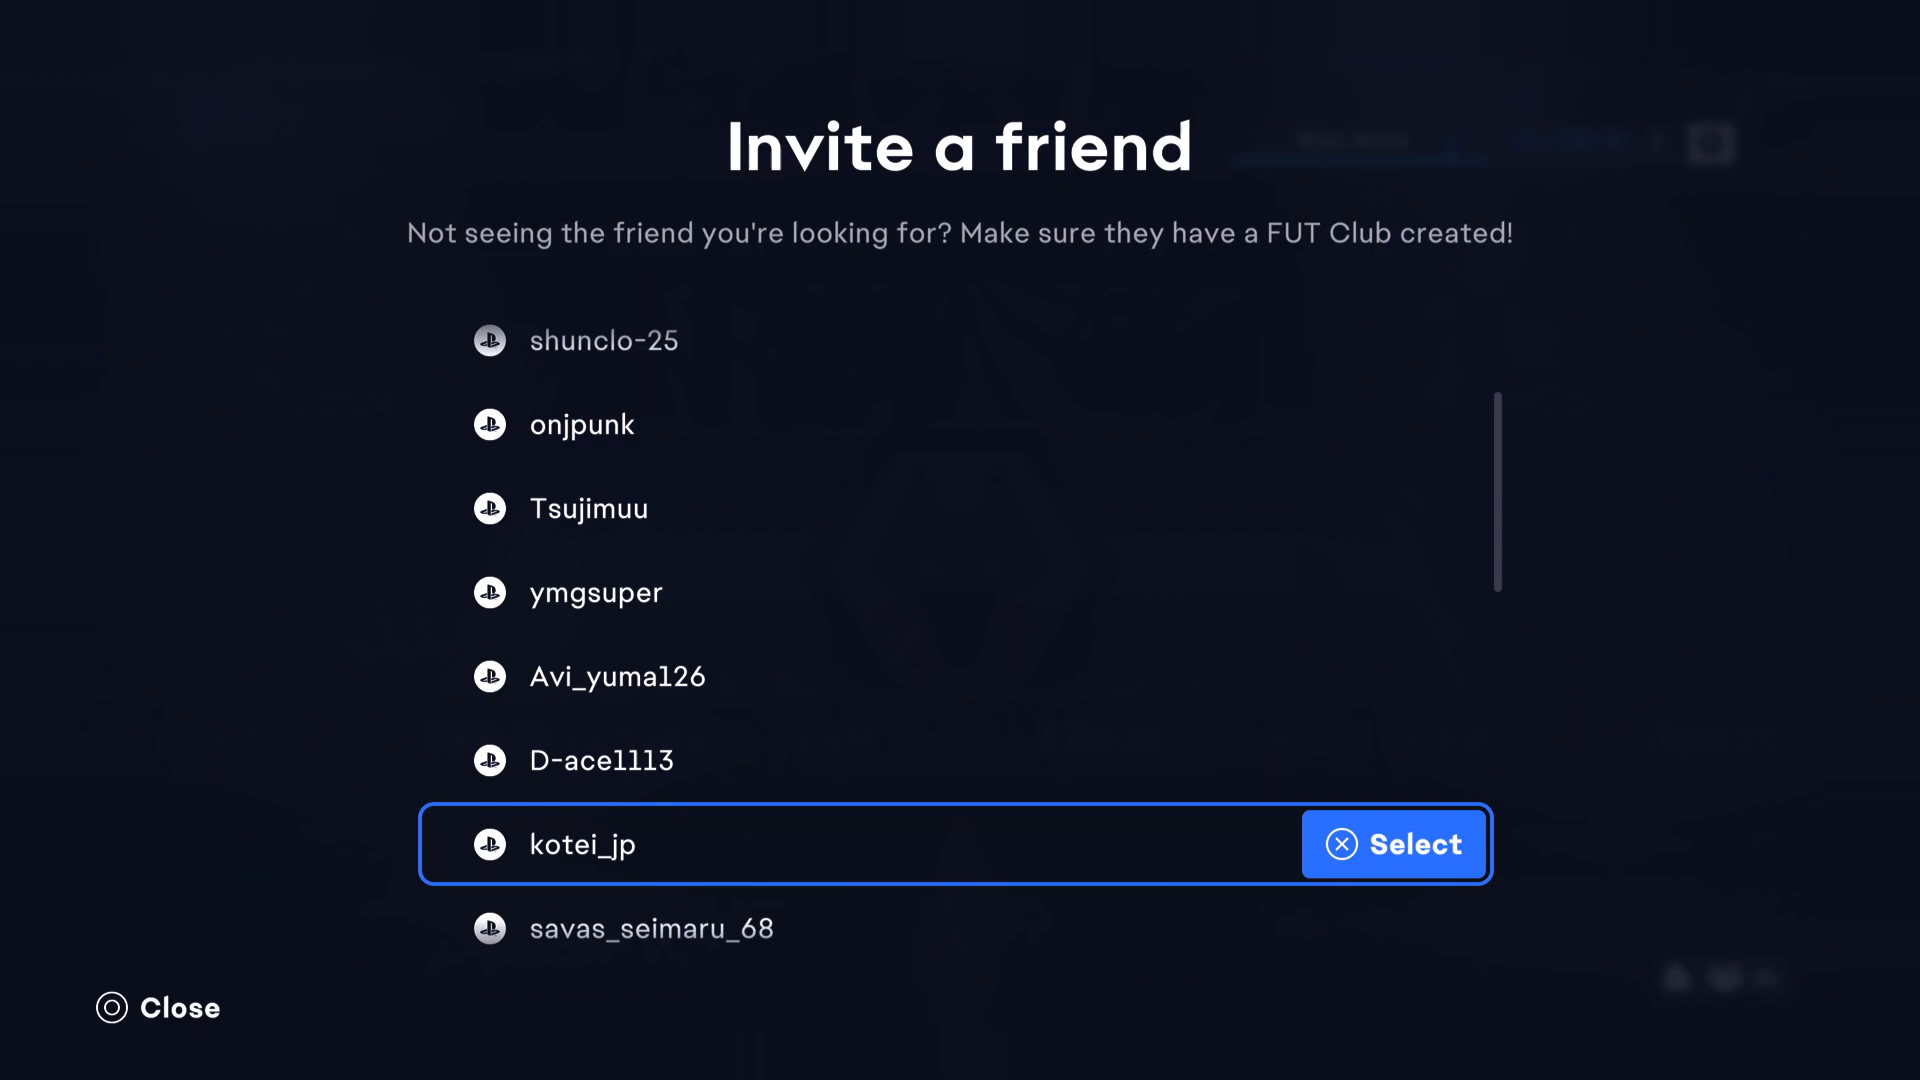 Invite a friend
Not seeing the friend you're looking for? Make sure they have a FUT Club created!
shunclo-25
onjpunk
Tsujimuu
ymgsuper
Avi_yuma126
D-ace1113
kotei_jp
Select
savas_seimaru_68
Close